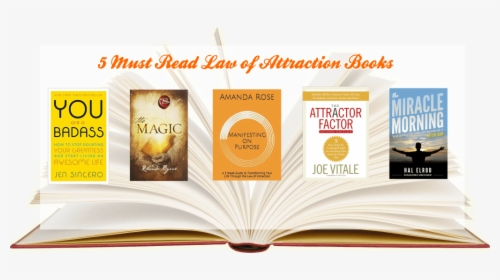 5 Must Read Law of Attraction Books
YOU
ARE A
BADASS
HOW TO STOP DOUBTING
YOUR GREATNESS
AND START LIVING AN
AWESOME LIFE
JEN SINCERO
the
MAGIC
Rhonda Byrne
AMANDA ROSE
MANIFESTING
ON
PURPOSE
THE
ATTRACTOR
FACTOR
JOE VITALE
the
MIRACLE
MORNING
HAL ELROD